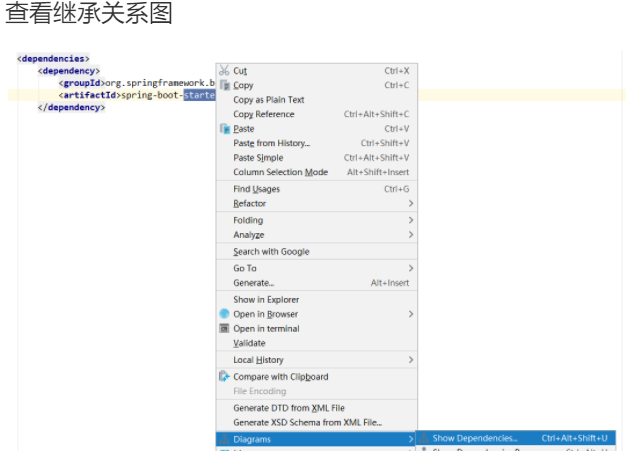 查看继承关系图
<dependencies>
<dependency>
<groupId>org.springframework.b
<artifactId>spring-boot-starte
</dependency>
Cut Ctrl+X
Copy Ctrl+C
Copy as Plain Text
Copy Reference Ctrl+Alt+Shift+C
Paste Ctrl+V
Paste from History... Ctrl+Shift+V
Paste Simple Ctrl+Alt+Shift+V
Column Selection Mode Alt+Shift+Insert
Find Usages Ctrl+G
Refactor
Folding
Analyze
Search with Google
Go To
Generate... Alt+Insert
Show in Explorer
Open in Browser
Open in terminal
Validate
Local History
Compare with Clipboard
File Encoding
Generate DTD from XML File
Generate XSD Schema from XML File...
Diagrams
Show Dependencies... Ctrl+Alt+Shift+U